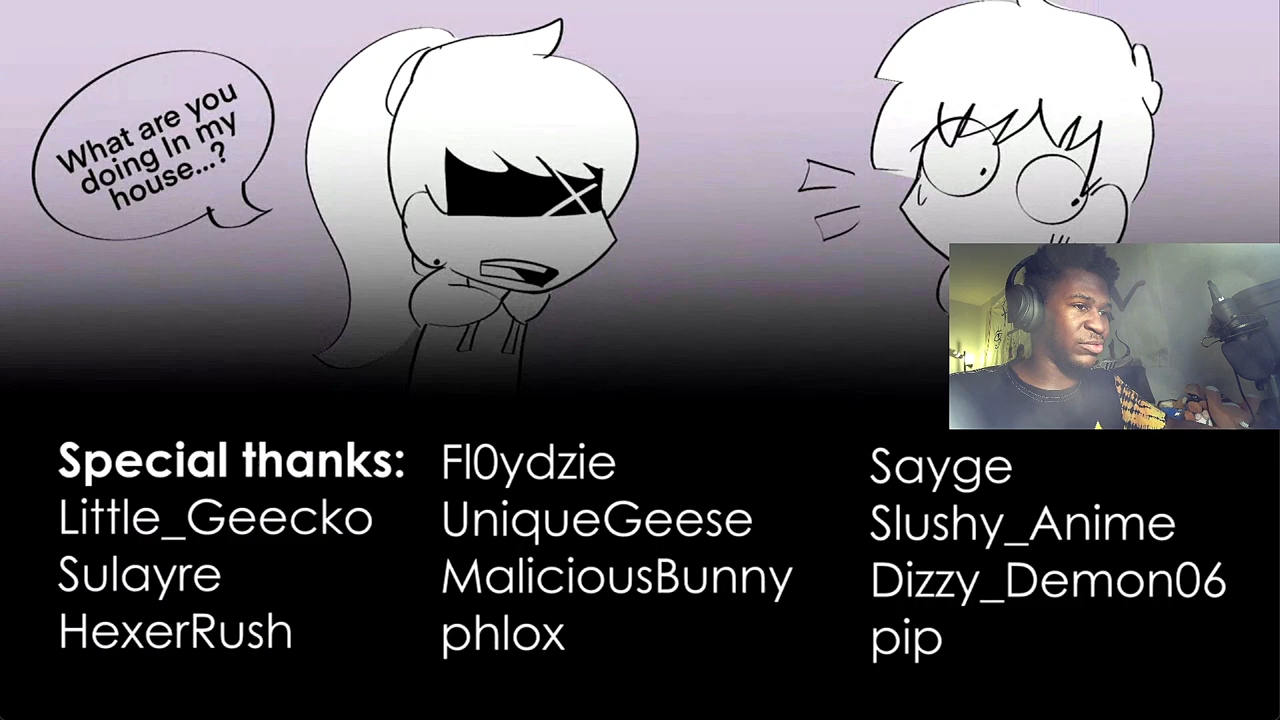 What are you
doing In my
house...?
Special thanks:
Little_Geecko
Sulayre
HexerRush
Fl0ydzie
UniqueGeese
MaliciousBunny
phlox
Sayge
Slushy_Anime
Dizzy_Demon06
pip